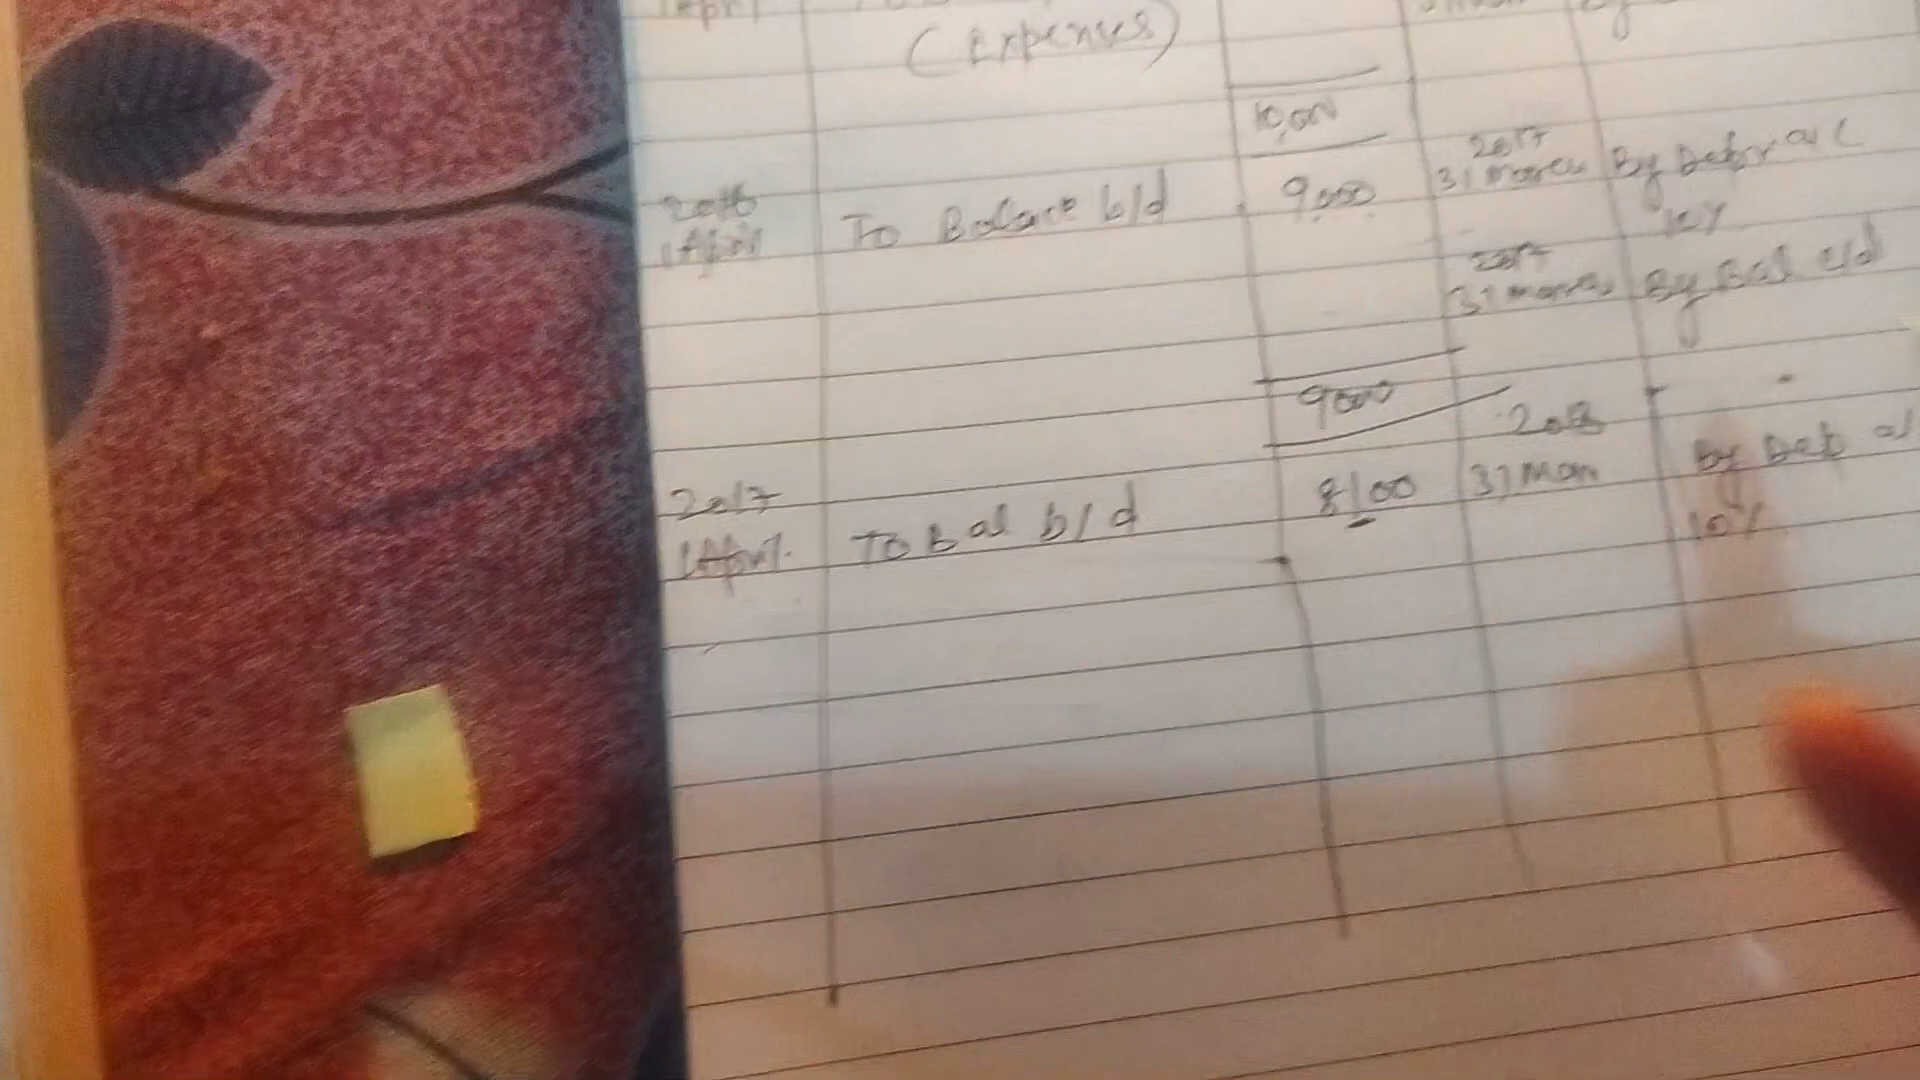 (Expenses)
10,000
2016
1 April To Balance b/d 9,000
2017
31 March By Depr a/c
10%
2017
31 March By Bal c/d
9000
2017
1 April. To bal b/d 8100
2018
31 Mar By Dep a/
10%